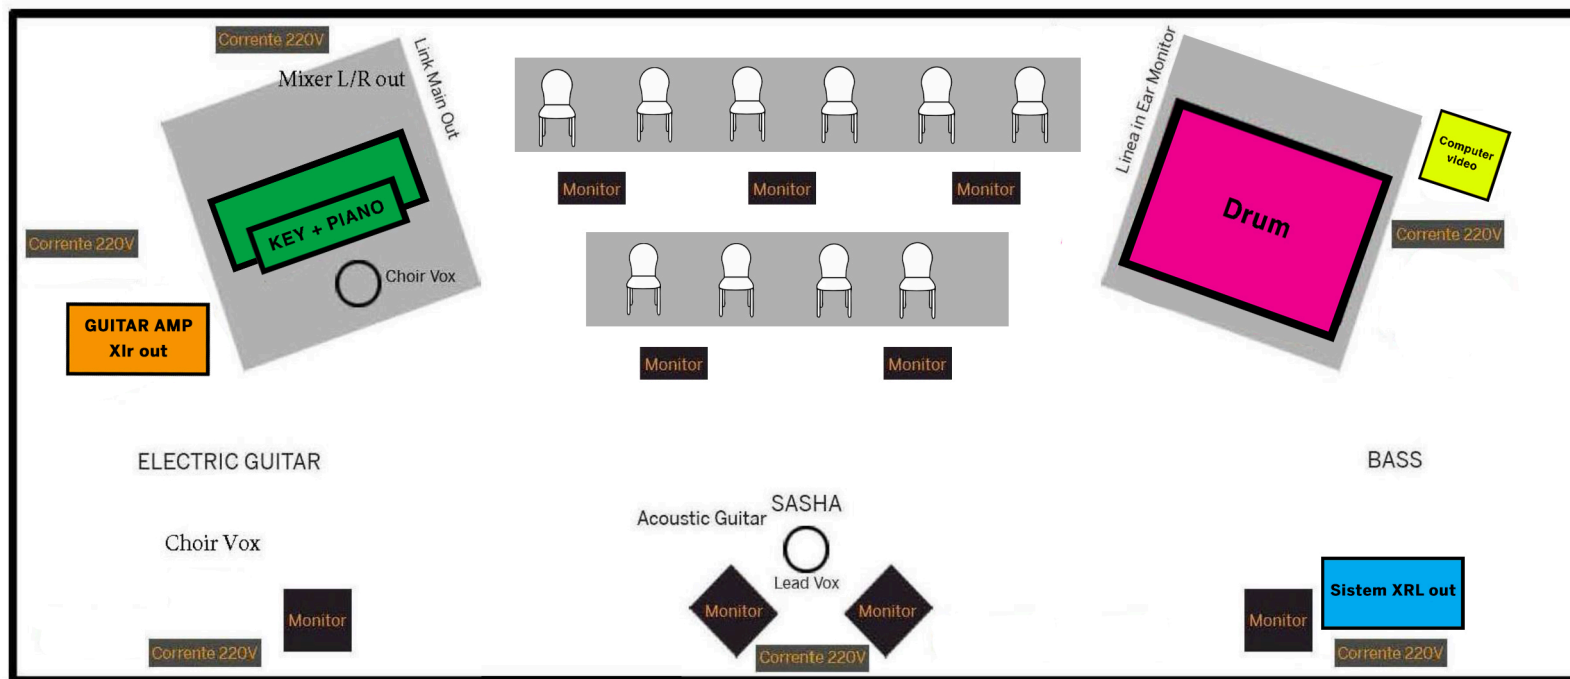 Corrente 220V
Mixer L/R out
Link Main Out
KEY + PIANO
Choir Vox
Corrente 220V
GUITAR AMP
Xlr out
Monitor
Monitor
Monitor
Monitor
Monitor
Linea in Ear Monitor
Drum
Computer
video
Corrente 220V
ELECTRIC GUITAR
Choir Vox
Monitor
Corrente 220V
SASHA
Acoustic Guitar
Lead Vox
Monitor
Monitor
Corrente 220V
BASS
Sistem XRL out
Monitor
Corrente 220V